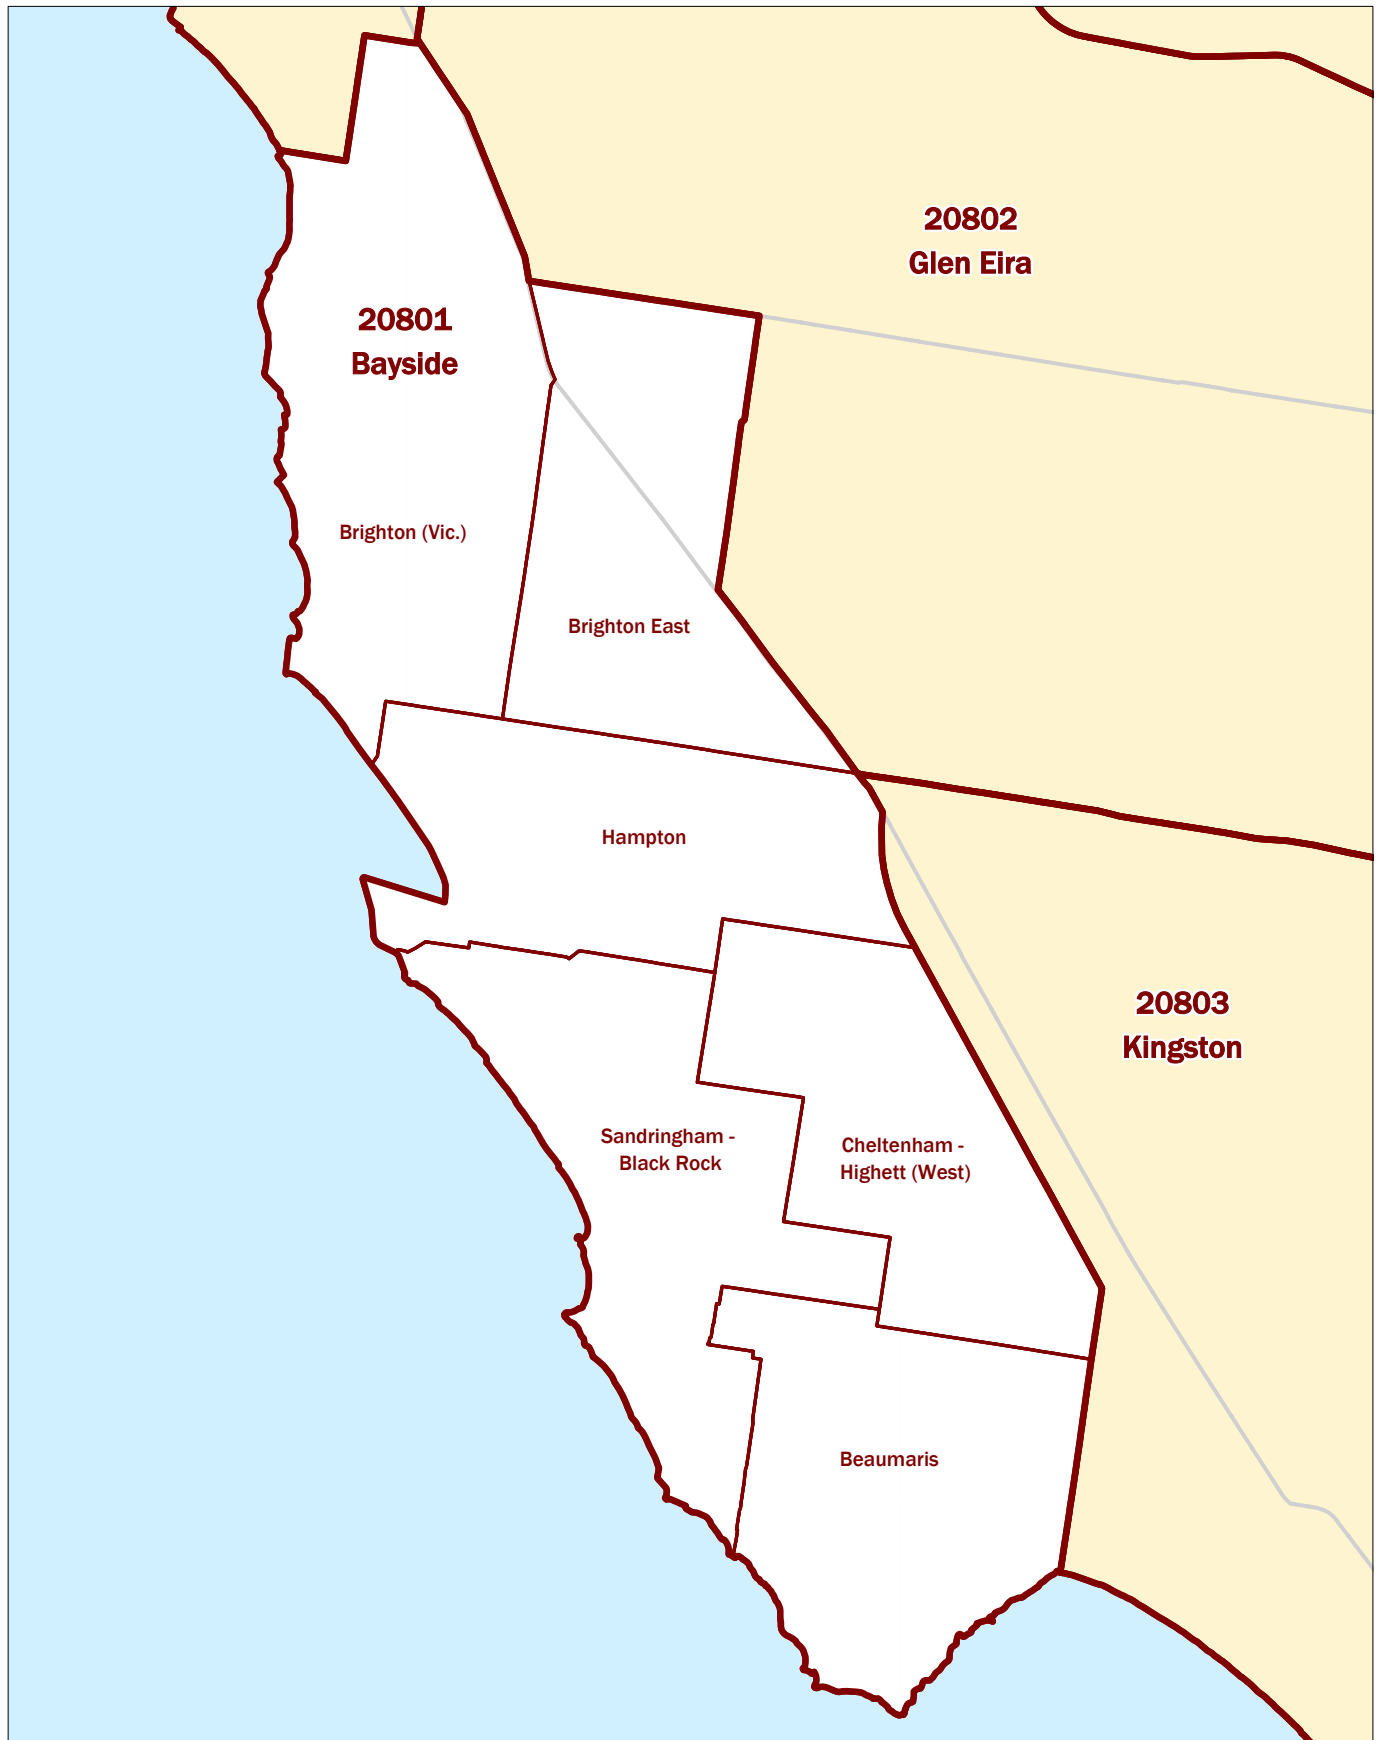 20802
Glen Eira
20801
Bayside
Brighton (Vic.)
Brighton East
Hampton
20803
Kingston
Sandringham -
Black Rock
Cheltenham -
Highett (West)
Beaumaris